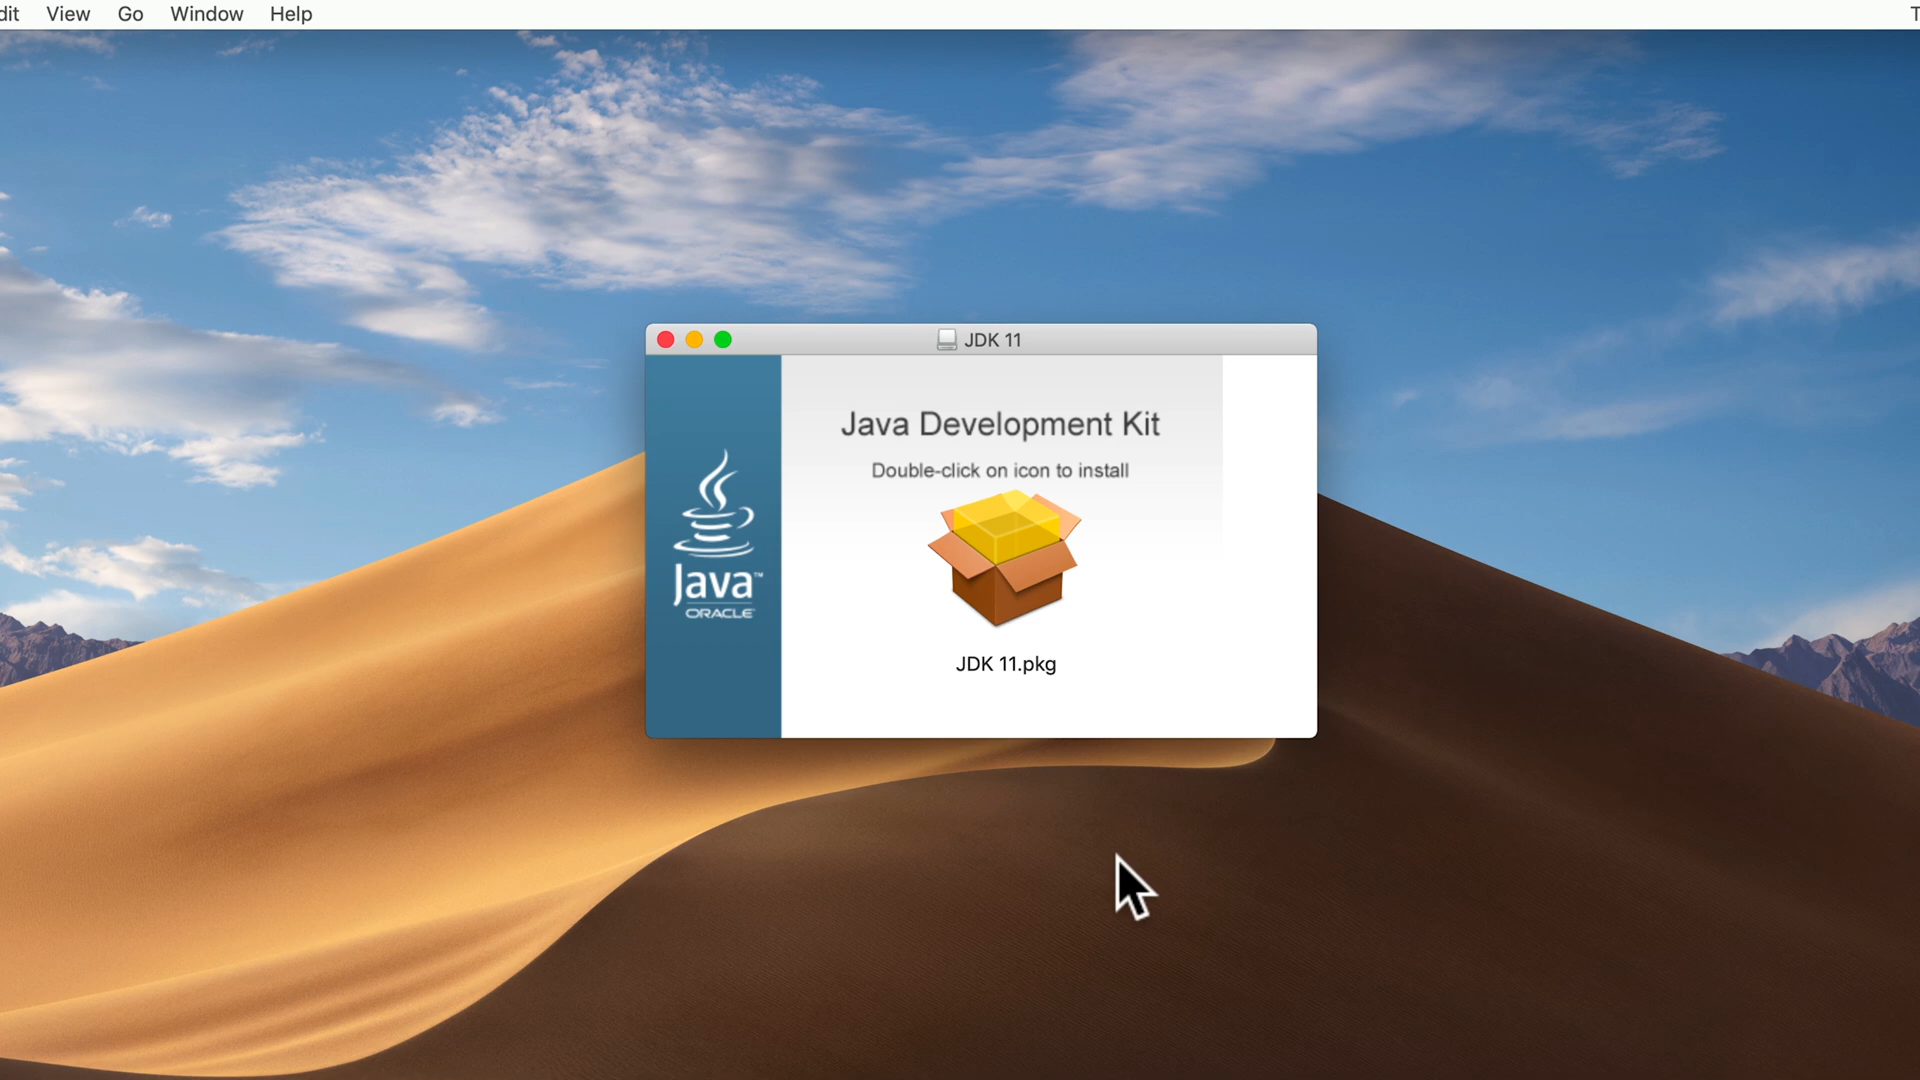 dit View Go Window Help T
JDK 11
Java Development Kit
Double-click on icon to install
Java™
ORACLE
JDK 11.pkg